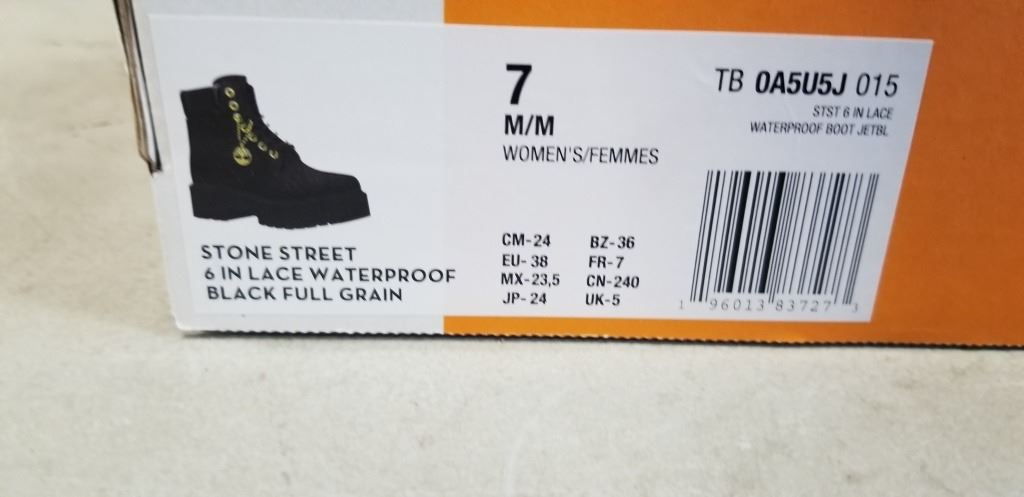 7
M/M
WOMEN'S/FEMMES
TB 0A5U5J 015
STST 6 IN LACE
WATERPROOF BOOT JETBL
STONE STREET
6 IN LACE WATERPROOF
BLACK FULL GRAIN
CM-24 BZ-36
EU-38 FR-7
MX-23,5 CN-240
JP-24 UK-5
1 96013 83727 3